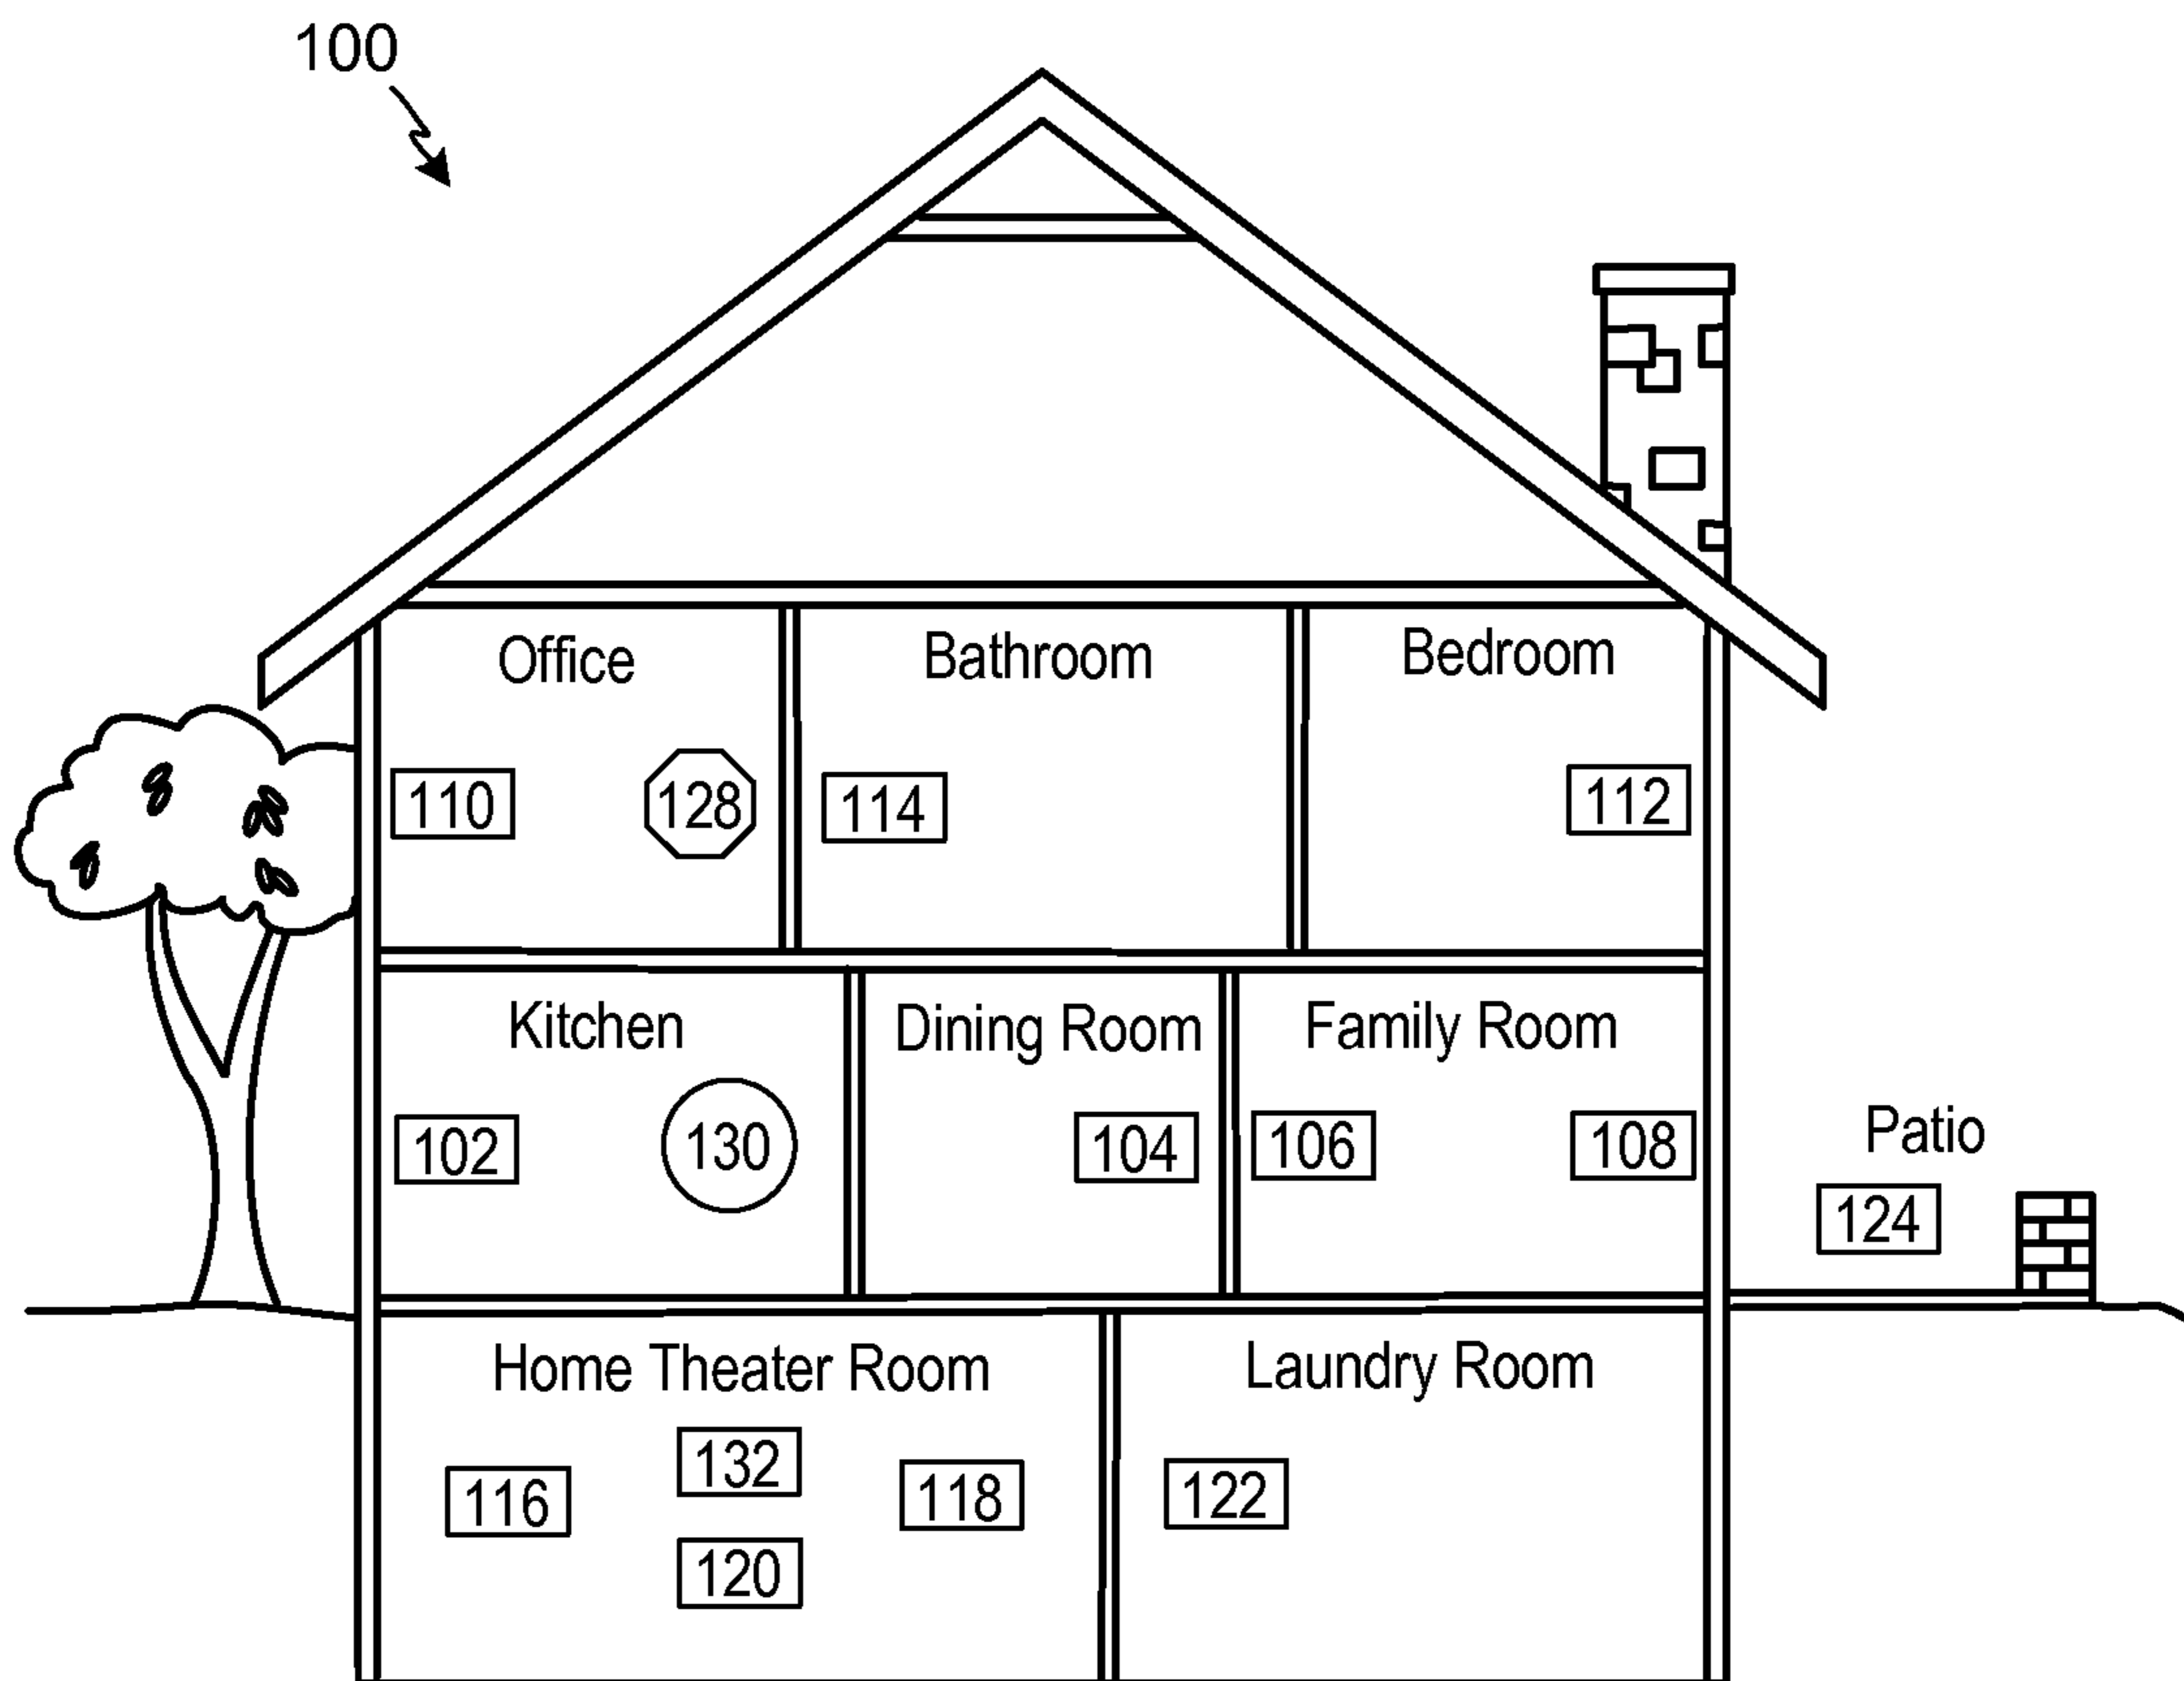 100
Office
Bathroom
Bedroom
110
128
114
112
Kitchen
Dining Room
Family Room
102
130
104
106
108
Patio
124
Home Theater Room
Laundry Room
116
132
118
120
122